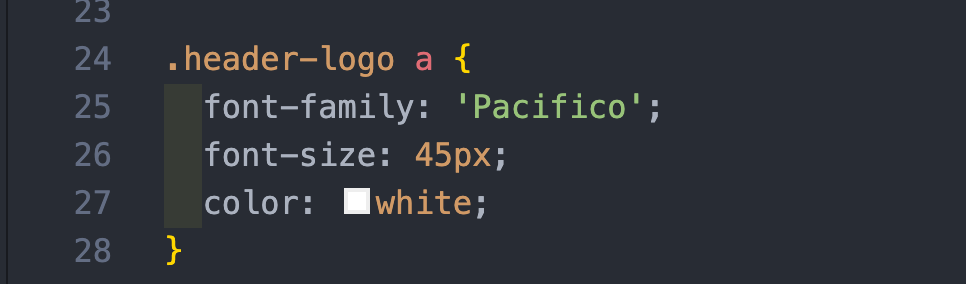 23
24 .header-logo a {
25 font-family: 'Pacifico';
26 font-size: 45px;
27 color: white;
28 }